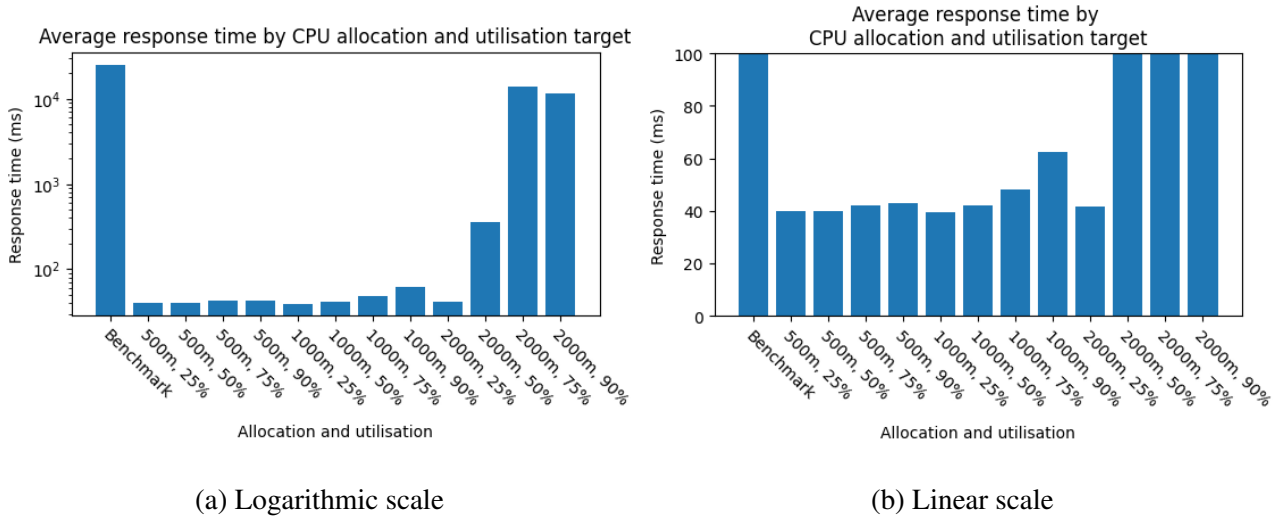 Average response time by CPU allocation and utilisation target
Response time (ms)
10^4
10^3
10^2
Benchmark
500m, 25%
500m, 50%
500m, 75%
500m, 90%
1000m, 25%
1000m, 50%
1000m, 75%
1000m, 90%
2000m, 25%
2000m, 50%
2000m, 75%
2000m, 90%
Allocation and utilisation
(a) Logarithmic scale
Average response time by
CPU allocation and utilisation target
Response time (ms)
100
80
60
40
20
0
Benchmark
500m, 25%
500m, 50%
500m, 75%
500m, 90%
1000m, 25%
1000m, 50%
1000m, 75%
1000m, 90%
2000m, 25%
2000m, 50%
2000m, 75%
2000m, 90%
Allocation and utilisation
(b) Linear scale